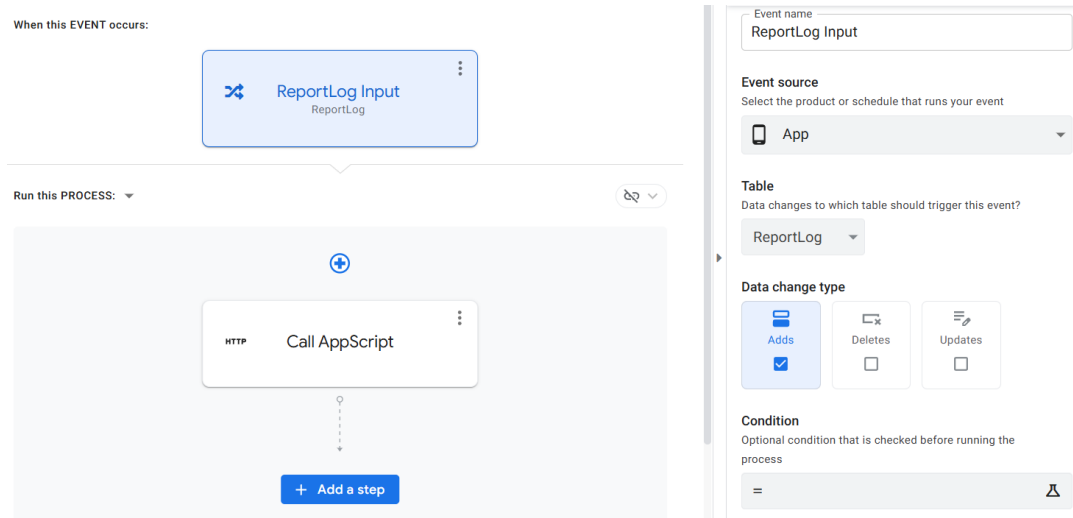 When this EVENT occurs:
ReportLog Input
ReportLog
Run this PROCESS:
HTTP
Call AppScript
+ Add a step
Event name
ReportLog Input
Event source
Select the product or schedule that runs your event
App
Table
Data changes to which table should trigger this event?
ReportLog
Data change type
Adds
Deletes
Updates
Condition
Optional condition that is checked before running the
process
=